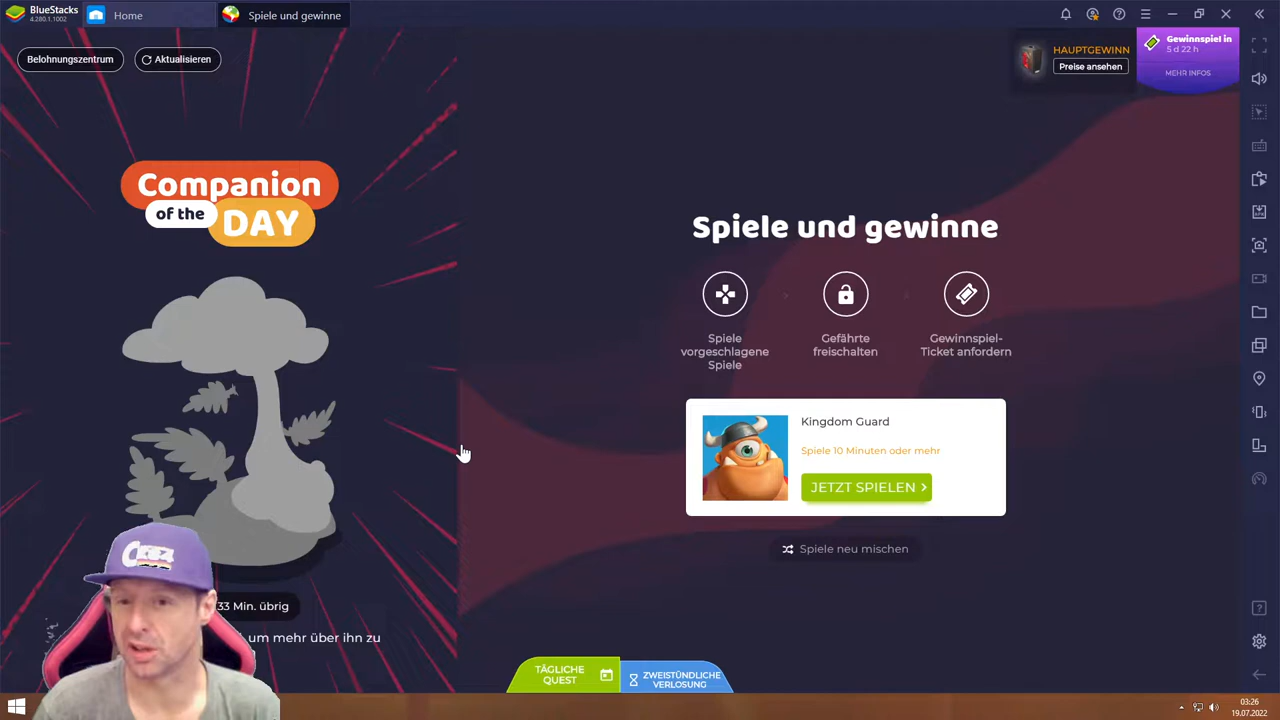 BlueStacks
4.280.1.1002
Home
Spiele und gewinne
Belohnungszentrum
Aktualisieren
HAUPTGEWINN
Preise ansehen
Gewinnspiel in
5 d 22 h
MEHR INFOS
Companion
of the
DAY
Spiele und gewinne
Spiele
vorgeschlagene
Spiele
Gefährte
freischalten
Gewinnspiel-
Ticket anfordern
Kingdom Guard
Spiele 10 Minuten oder mehr
JETZT SPIELEN
Spiele neu mischen
33 Min. übrig
um mehr über ihn zu
TÄGLICHE
QUEST
ZWEISTÜNDLICHE
VERLOSUNG
03:26
19.07.2022